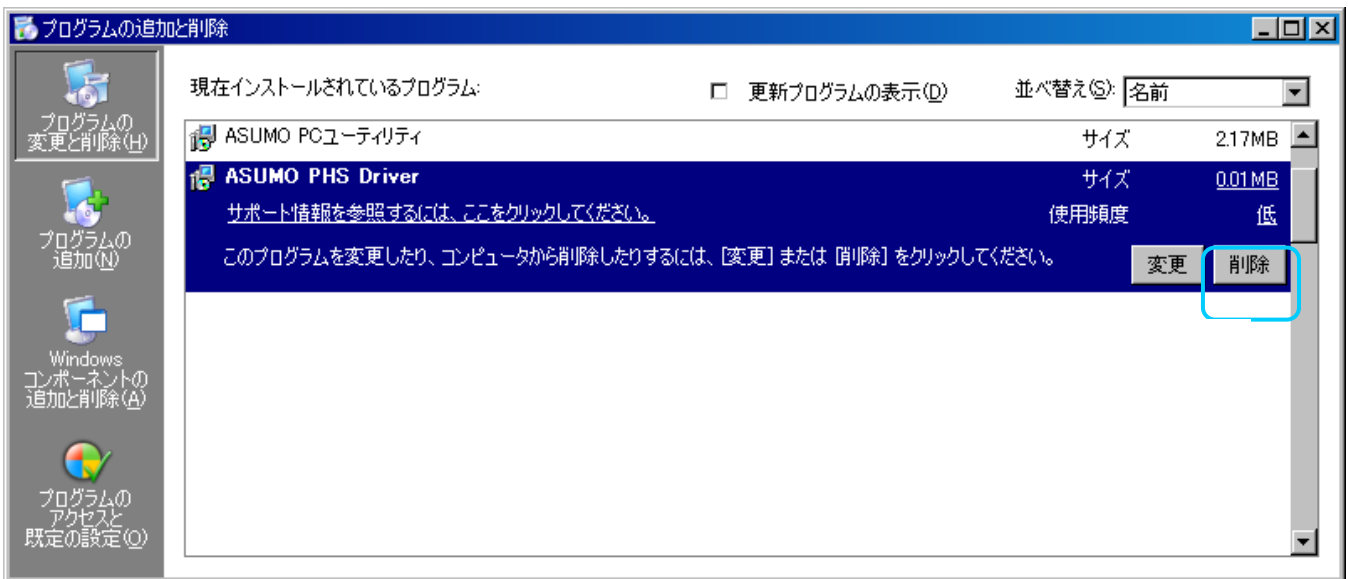 プログラムの追加と削除
プログラムの
変更と削除(H)
現在インストールされているプログラム:
更新プログラムの表示(D)
並べ替え(S):
名前
ASUMO PCユーティリティ
サイズ
2.17MB
ASUMO PHS Driver
サイズ
0.01MB
サポート情報を参照するには、ここをクリックしてください。
使用頻度
低
このプログラムを変更したり、コンピュータから削除したりするには、[変更] または [削除] をクリックしてください。
変更
削除
プログラムの
追加(N)
Windows
コンポーネントの
追加と削除(A)
プログラムの
アクセスと
既定の設定(O)